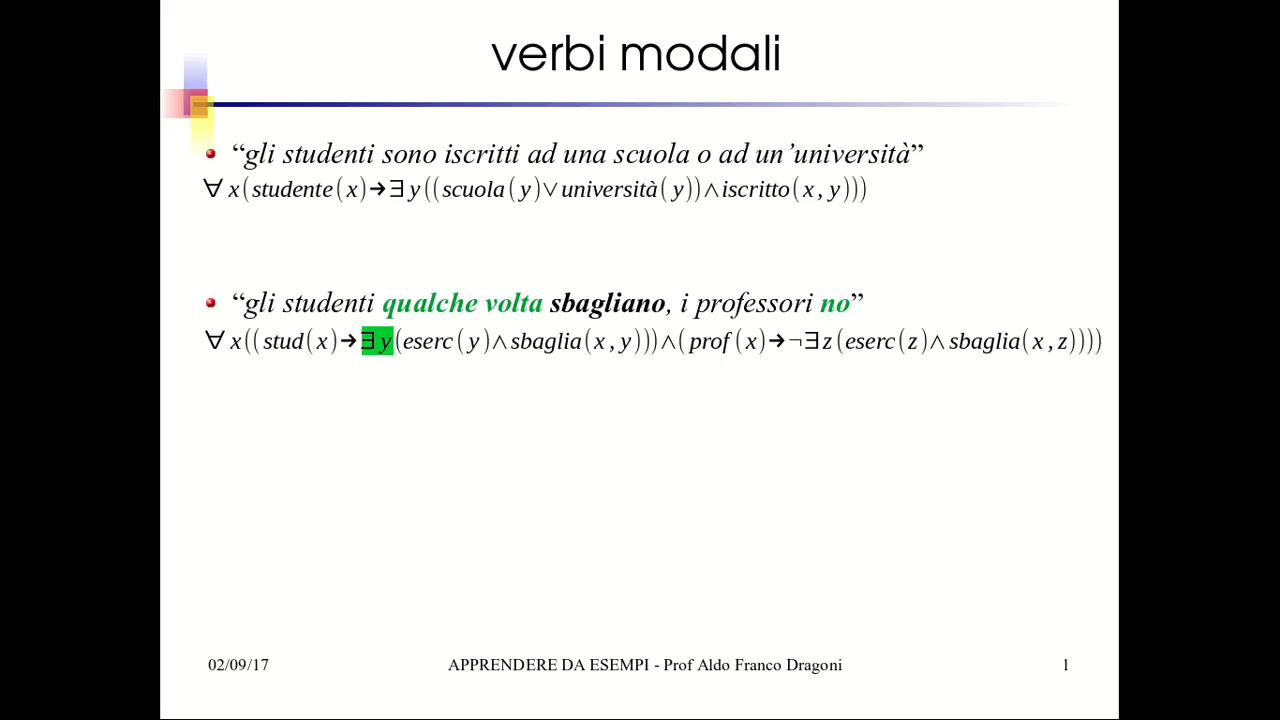 verbi modali
“gli studenti sono iscritti ad una scuola o ad un’università”
∀ x(studente(x)→∃ y((scuola(y)∨università(y))∧iscritto(x, y)))
“gli studenti qualche volta sbagliano, i professori no”
∀ x((stud(x)→∃ y(eserc(y)∧sbaglia(x, y)))∧(prof(x)→¬∃ z(eserc(z)∧sbaglia(x, z))))
02/09/17 APPRENDERE DA ESEMPI - Prof Aldo Franco Dragoni 1